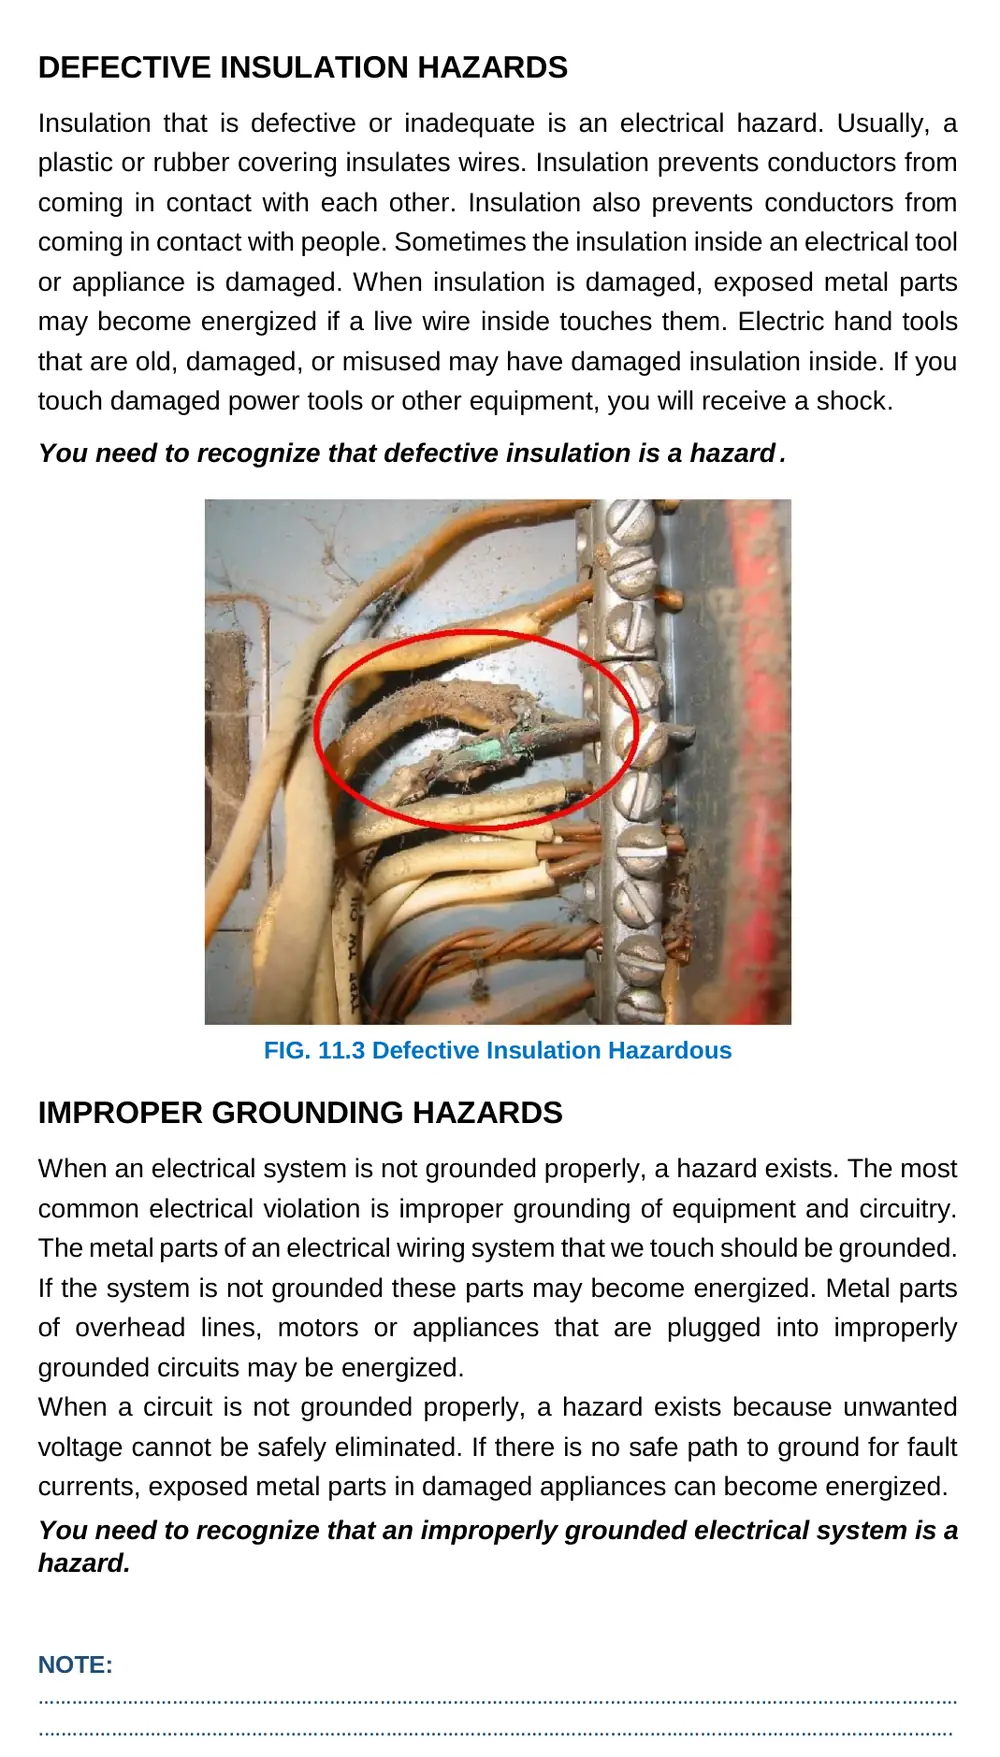 DEFECTIVE INSULATION HAZARDS
Insulation that is defective or inadequate is an electrical hazard. Usually, a
plastic or rubber covering insulates wires. Insulation prevents conductors from
coming in contact with each other. Insulation also prevents conductors from
coming in contact with people. Sometimes the insulation inside an electrical tool
or appliance is damaged. When insulation is damaged, exposed metal parts
may become energized if a live wire inside touches them. Electric hand tools
that are old, damaged, or misused may have damaged insulation inside. If you
touch damaged power tools or other equipment, you will receive a shock.
You need to recognize that defective insulation is a hazard.
TYPE TW
FIG. 11.3 Defective Insulation Hazardous
IMPROPER GROUNDING HAZARDS
When an electrical system is not grounded properly, a hazard exists. The most
common electrical violation is improper grounding of equipment and circuitry.
The metal parts of an electrical wiring system that we touch should be grounded.
If the system is not grounded these parts may become energized. Metal parts
of overhead lines, motors or appliances that are plugged into improperly
grounded circuits may be energized.
When a circuit is not grounded properly, a hazard exists because unwanted
voltage cannot be safely eliminated. If there is no safe path to ground for fault
currents, exposed metal parts in damaged appliances can become energized.
You need to recognize that an improperly grounded electrical system is a
hazard.
NOTE: